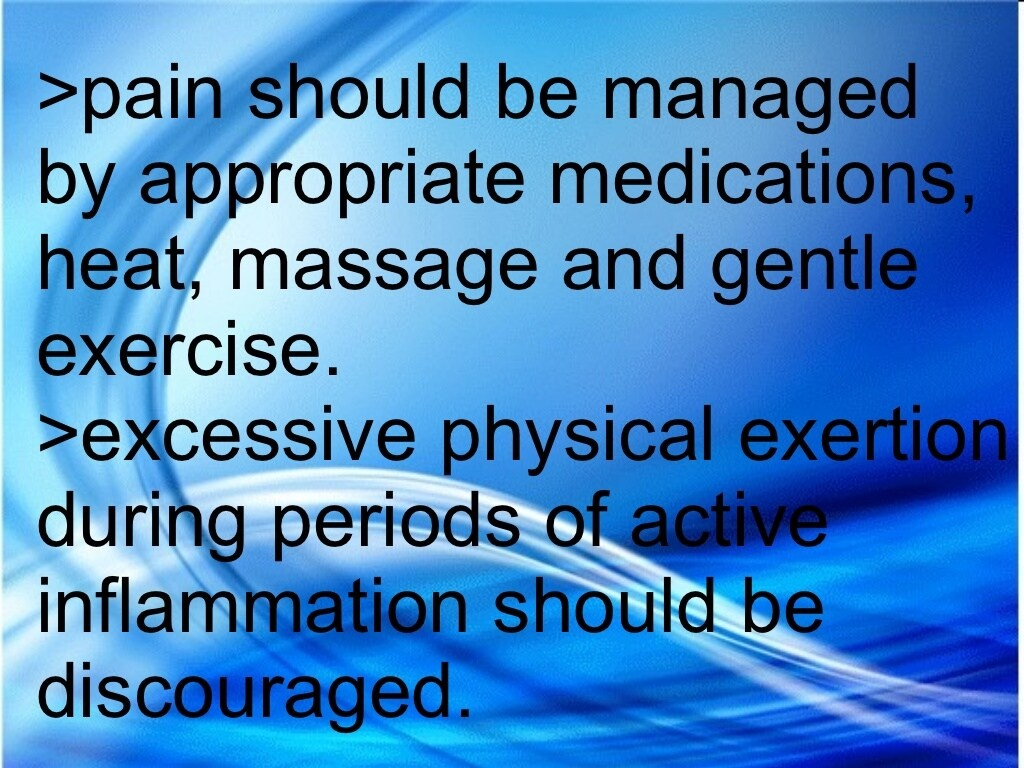 >pain should be managed
by appropriate medications,
heat, massage and gentle
exercise.
>excessive physical exertion
during periods of active
inflammation should be
discouraged.